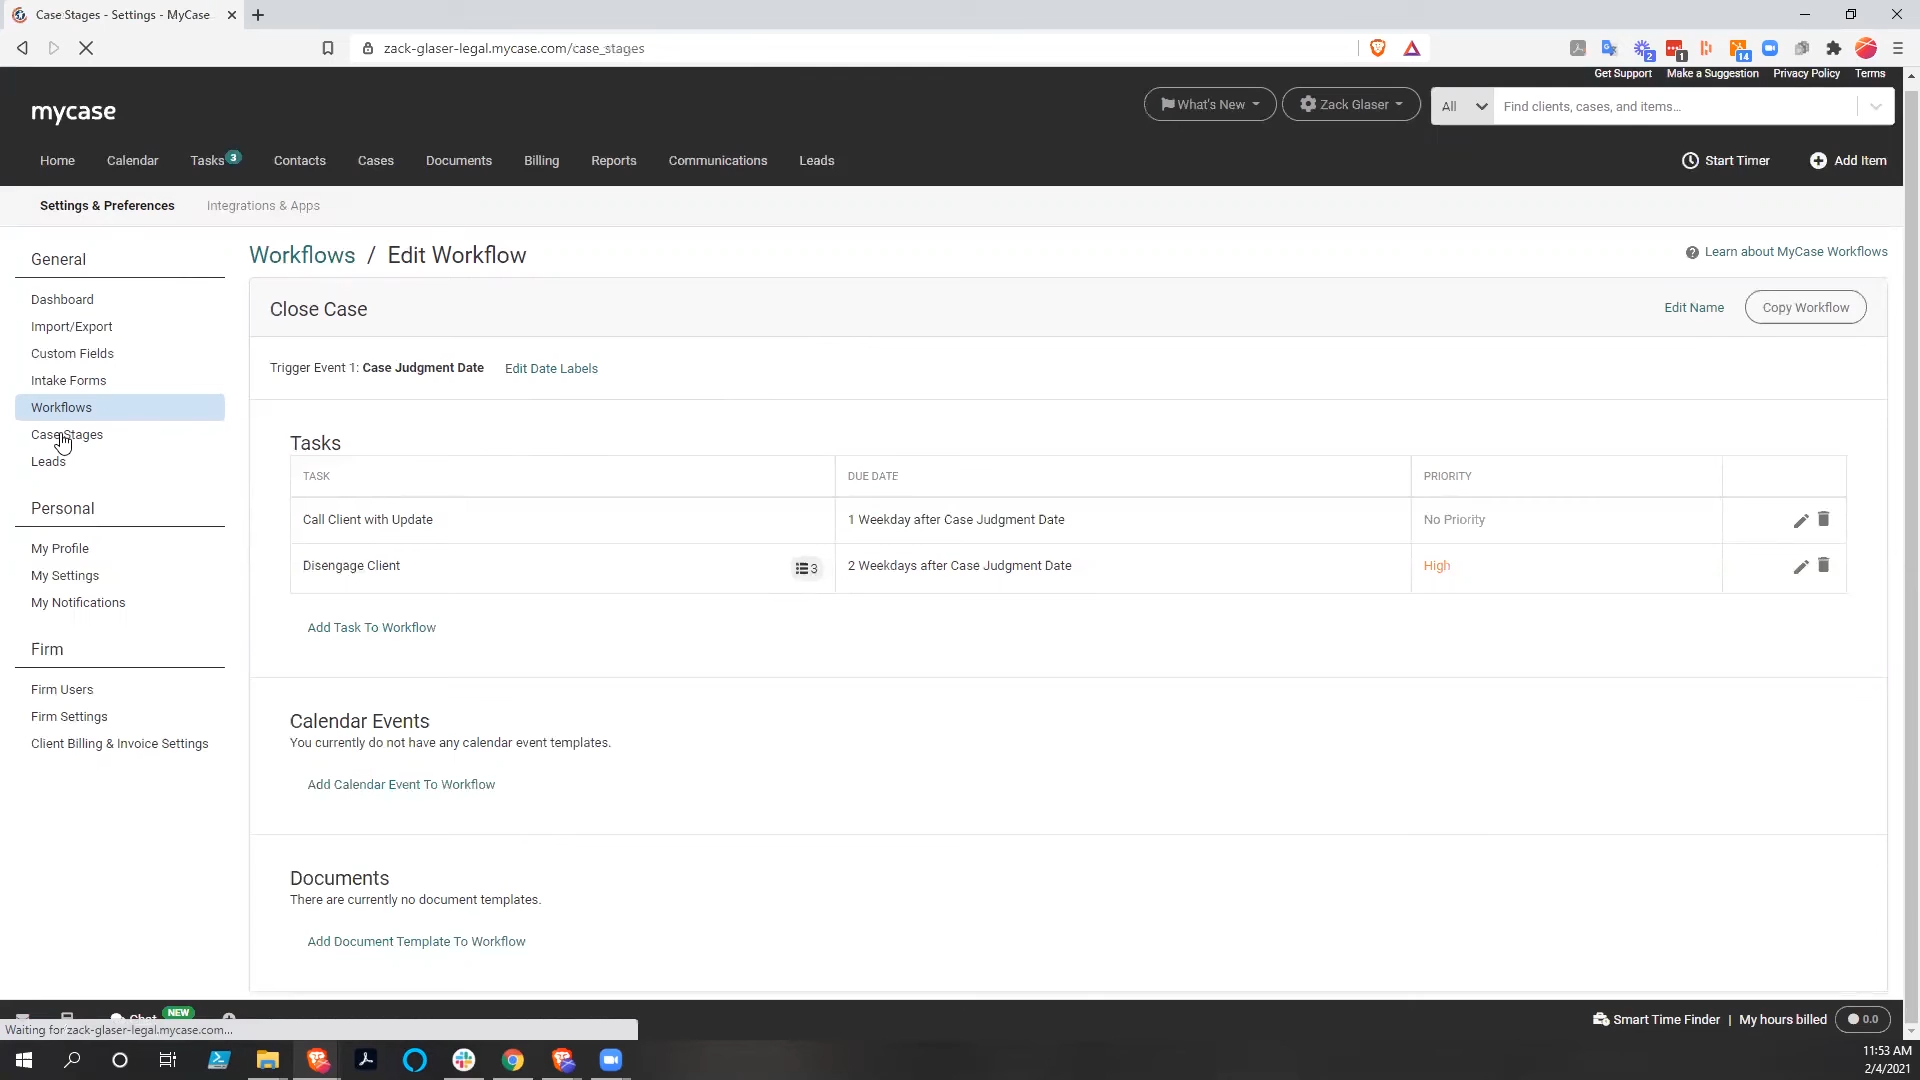 Case Stages - Settings - MyCase
zack-glaser-legal.mycase.com/case_stages
2
1
14
Get Support Make a Suggestion Privacy Policy Terms
mycase
What's New
Zack Glaser
All
Find clients, cases, and items...
Home
Calendar
Tasks 3
Contacts
Cases
Documents
Billing
Reports
Communications
Leads
Start Timer
Add Item
Settings & Preferences
Integrations & Apps
General
Dashboard
Import/Export
Custom Fields
Intake Forms
Workflows
Case Stages
Leads
Personal
My Profile
My Settings
My Notifications
Firm
Firm Users
Firm Settings
Client Billing & Invoice Settings
Workflows / Edit Workflow
Learn about MyCase Workflows
Close Case
Edit Name
Copy Workflow
Trigger Event 1: Case Judgment Date Edit Date Labels
Tasks
TASK DUE DATE PRIORITY
Call Client with Update 1 Weekday after Case Judgment Date No Priority
Disengage Client 3 2 Weekdays after Case Judgment Date High
Add Task To Workflow
Calendar Events
You currently do not have any calendar event templates.
Add Calendar Event To Workflow
Documents
There are currently no document templates.
Add Document Template To Workflow
Chat NEW
Waiting for zack-glaser-legal.mycase.com...
Smart Time Finder | My hours billed 0.0
11:53 AM
2/4/2021